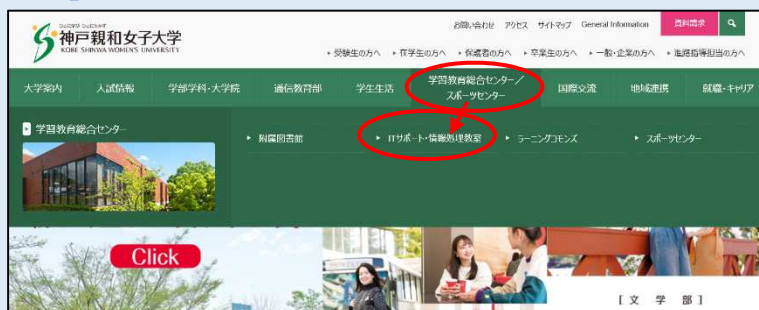 お問い合わせ アクセス サイトマップ General Information 資料請求
神戸親和女子大学
KOBE SHINWA WOMEN'S UNIVERSITY
▸ 受験生の方へ ▸ 在学生の方へ ▸ 保護者の方へ ▸ 卒業生の方へ ▸ 一般・企業の方へ ▸ 進路指導担当の方へ
大学案内 入試情報 学部学科・大学院 通信教育部 学生生活 学習教育総合センター/
スポーツセンター 国際交流 地域連携 就職・キャリア
学習教育総合センター
▸ 附属図書館 ▸ ITサポート・情報処理教室 ▸ ラーニングコモンズ ▸ スポーツセンター
Click
[文 学 部]